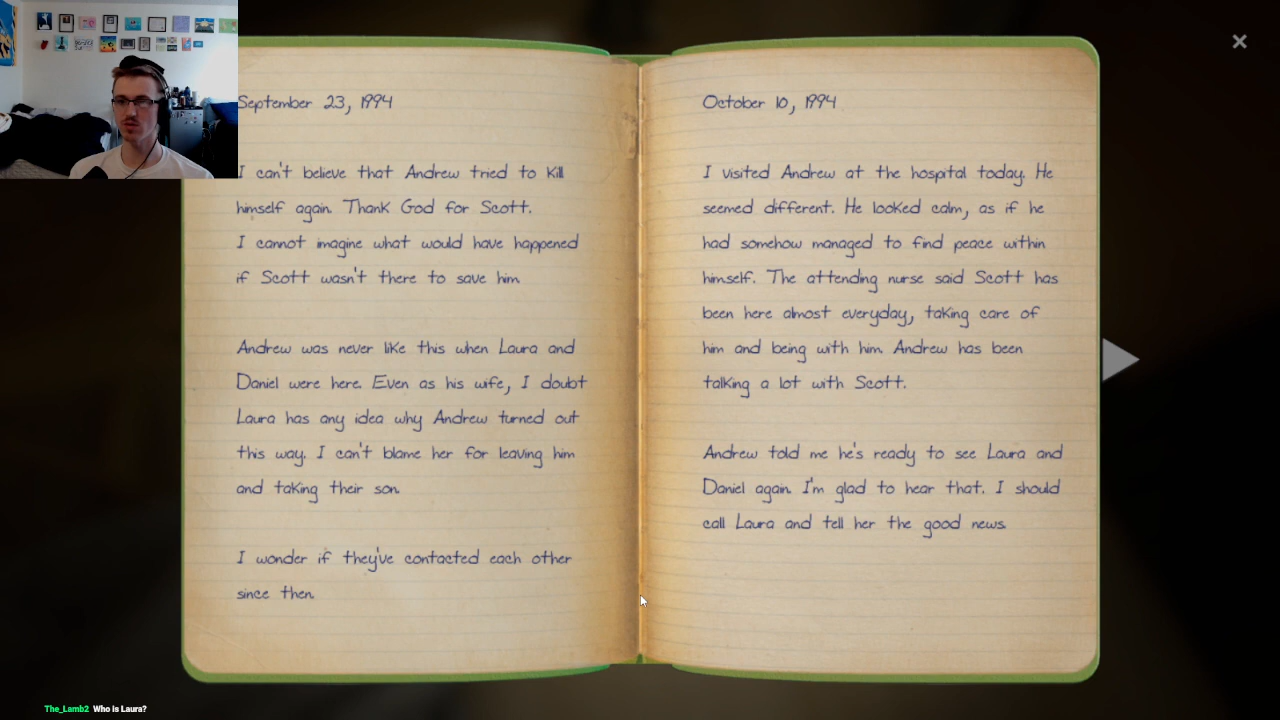 September 23, 1994
I can't believe that Andrew tried to kill
himself again. Thank God for Scott.
I cannot imagine what would have happened
if Scott wasn't there to save him.
Andrew was never like this when Laura and
Daniel were here. Even as his wife, I doubt
Laura has any idea why Andrew turned out
this way. I can't blame her for leaving him
and taking their son.
I wonder if they've contacted each other
since then.
October 10, 1994
I visited Andrew at the hospital today. He
seemed different. He looked calm, as if he
had somehow managed to find peace within
himself. The attending nurse said Scott has
been here almost everyday, taking care of
him and being with him. Andrew has been
talking a lot with Scott.
Andrew told me he's ready to see Laura and
Daniel again. I'm glad to hear that. I should
call Laura and tell her the good news.
The_Lamb2 Who is Laura?